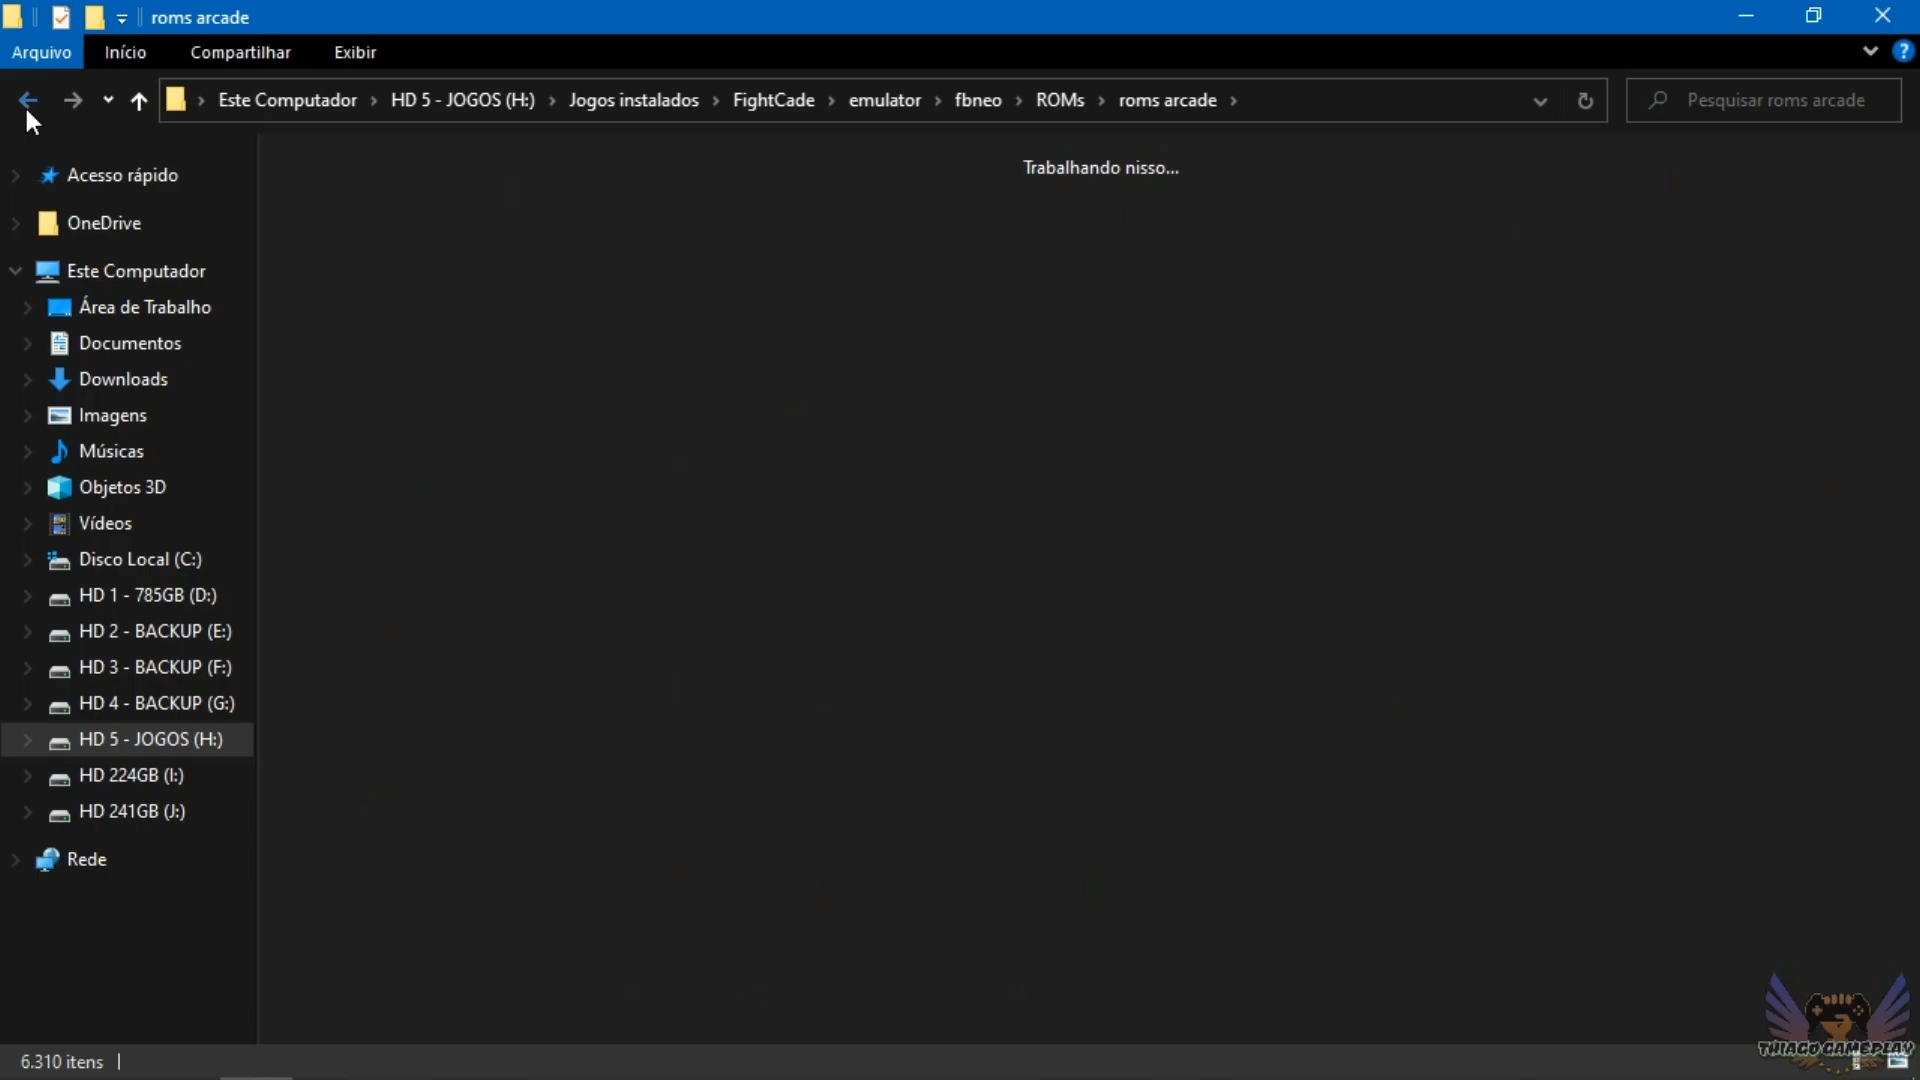 roms arcade
Arquivo Início Compartilhar Exibir
Este Computador HD 5 - JOGOS (H:) Jogos instalados FightCade emulator fbneo ROMs roms arcade
Pesquisar roms arcade
Trabalhando nisso...
Acesso rápido
OneDrive
Este Computador
Área de Trabalho
Documentos
Downloads
Imagens
Músicas
Objetos 3D
Vídeos
Disco Local (C:)
HD 1 - 785GB (D:)
HD 2 - BACKUP (E:)
HD 3 - BACKUP (F:)
HD 4 - BACKUP (G:)
HD 5 - JOGOS (H:)
HD 224GB (I:)
HD 241GB (J:)
Rede
THIAGO GAMEPLAY
6.310 itens